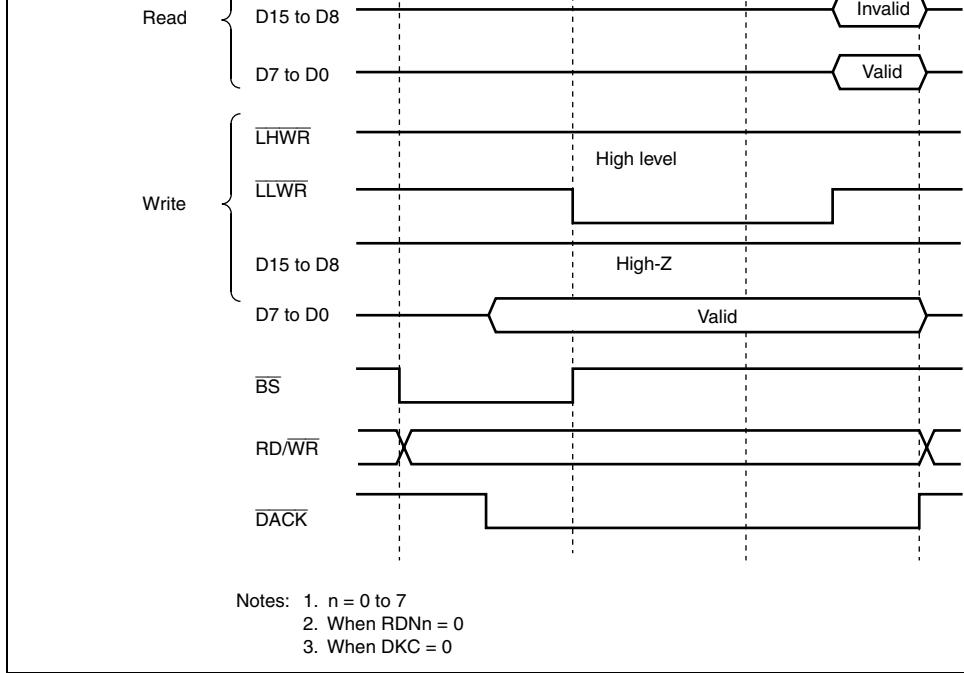 Read
D15 to D8
Invalid
D7 to D0
Valid
LHWR
High level
LLWR
Write
D15 to D8
High-Z
D7 to D0
Valid
BS
RD/WR
DACK
Notes: 1. n = 0 to 7
2. When RDNn = 0
3. When DKC = 0